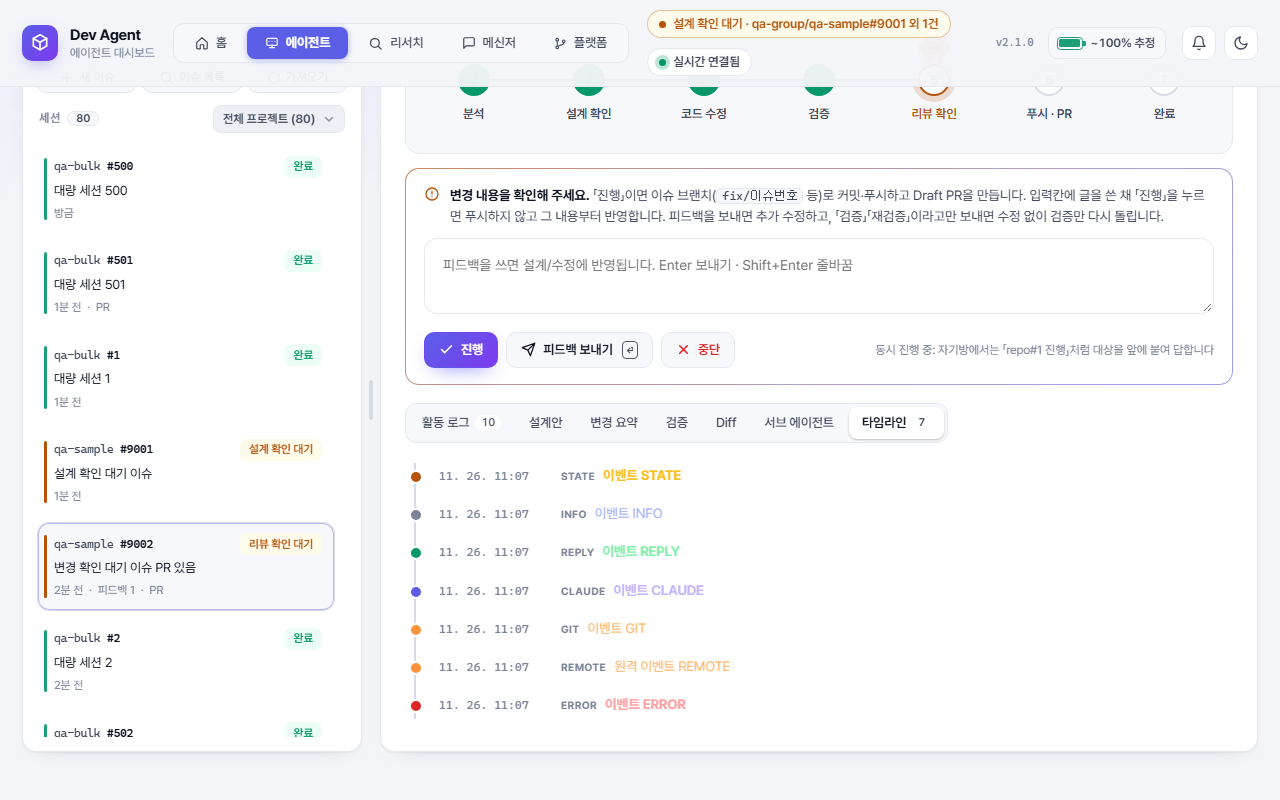 Dev Agent
에이전트 대시보드
홈
에이전트
리서치
메신저
플랫폼
설계 확인 대기 · qa-group/qa-sample#9001 외 1건
실시간 연결됨
v2.1.0
~100% 추정
새 이슈
이슈 목록
가져오기
세션 80
전체 프로젝트 (80)
qa-bulk #500
완료
대량 세션 500
방금
qa-bulk #501
완료
대량 세션 501
1분 전 · PR
qa-bulk #1
완료
대량 세션 1
1분 전
qa-sample #9001
설계 확인 대기
설계 확인 대기 이슈
1분 전
qa-sample #9002
리뷰 확인 대기
변경 확인 대기 이슈 PR 있음
2분 전 · 피드백 1 · PR
qa-bulk #2
완료
대량 세션 2
2분 전
qa-bulk #502
완료
분석
설계 확인
코드 수정
검증
리뷰 확인
푸시 · PR
완료
변경 내용을 확인해 주세요. 「진행」이면 이슈 브랜치( fix/이슈번호 등)로 커밋·푸시하고 Draft PR을 만듭니다. 입력칸에 글을 쓴 채 「진행」을 누르
면 푸시하지 않고 그 내용부터 반영합니다. 피드백을 보내면 추가 수정하고, 「검증」「재검증」이라고만 보내면 수정 없이 검증만 다시 돌립니다.
피드백을 쓰면 설계/수정에 반영됩니다. Enter 보내기 · Shift+Enter 줄바꿈
진행
피드백 보내기
중단
동시 진행 중: 자기방에서는 「repo#1 진행」처럼 대상을 앞에 붙여 답합니다
활동 로그 10
설계안
변경 요약
검증
Diff
서브 에이전트
타임라인 7
11. 26. 11:07 STATE 이벤트 STATE
11. 26. 11:07 INFO 이벤트 INFO
11. 26. 11:07 REPLY 이벤트 REPLY
11. 26. 11:07 CLAUDE 이벤트 CLAUDE
11. 26. 11:07 GIT 이벤트 GIT
11. 26. 11:07 REMOTE 원격 이벤트 REMOTE
11. 26. 11:07 ERROR 이벤트 ERROR